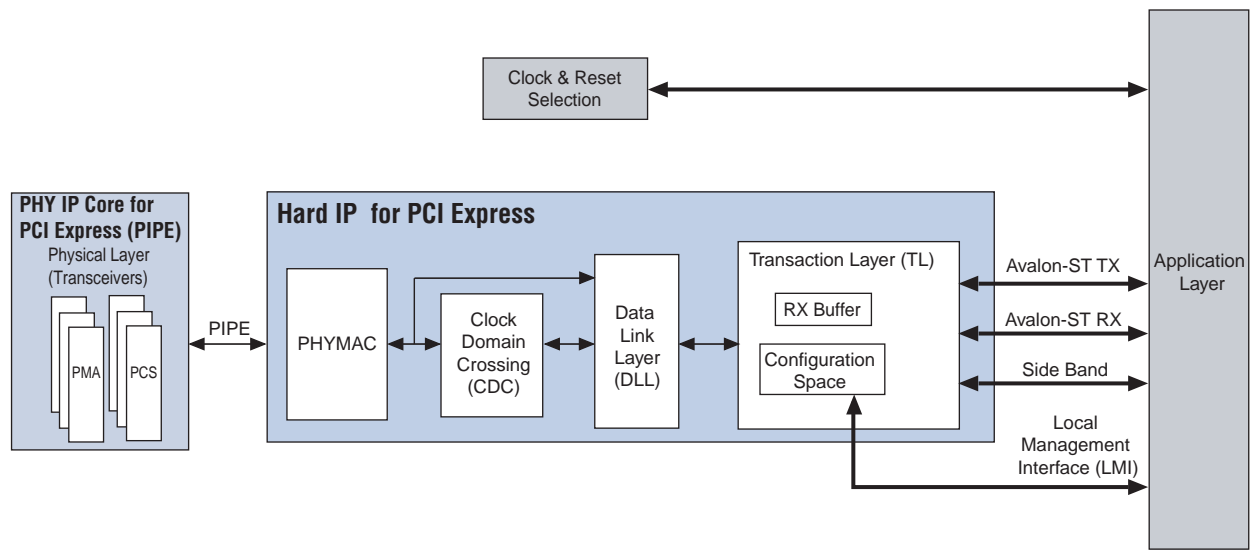 Clock & Reset
Selection
PHY IP Core for
PCI Express (PIPE)
Physical Layer
(Transceivers)
PMA
PCS
PIPE
Hard IP for PCI Express
PHYMAC
Clock
Domain
Crossing
(CDC)
Data
Link
Layer
(DLL)
Transaction Layer (TL)
RX Buffer
Configuration
Space
Avalon-ST TX
Avalon-ST RX
Side Band
Local
Management
Interface (LMI)
Application
Layer